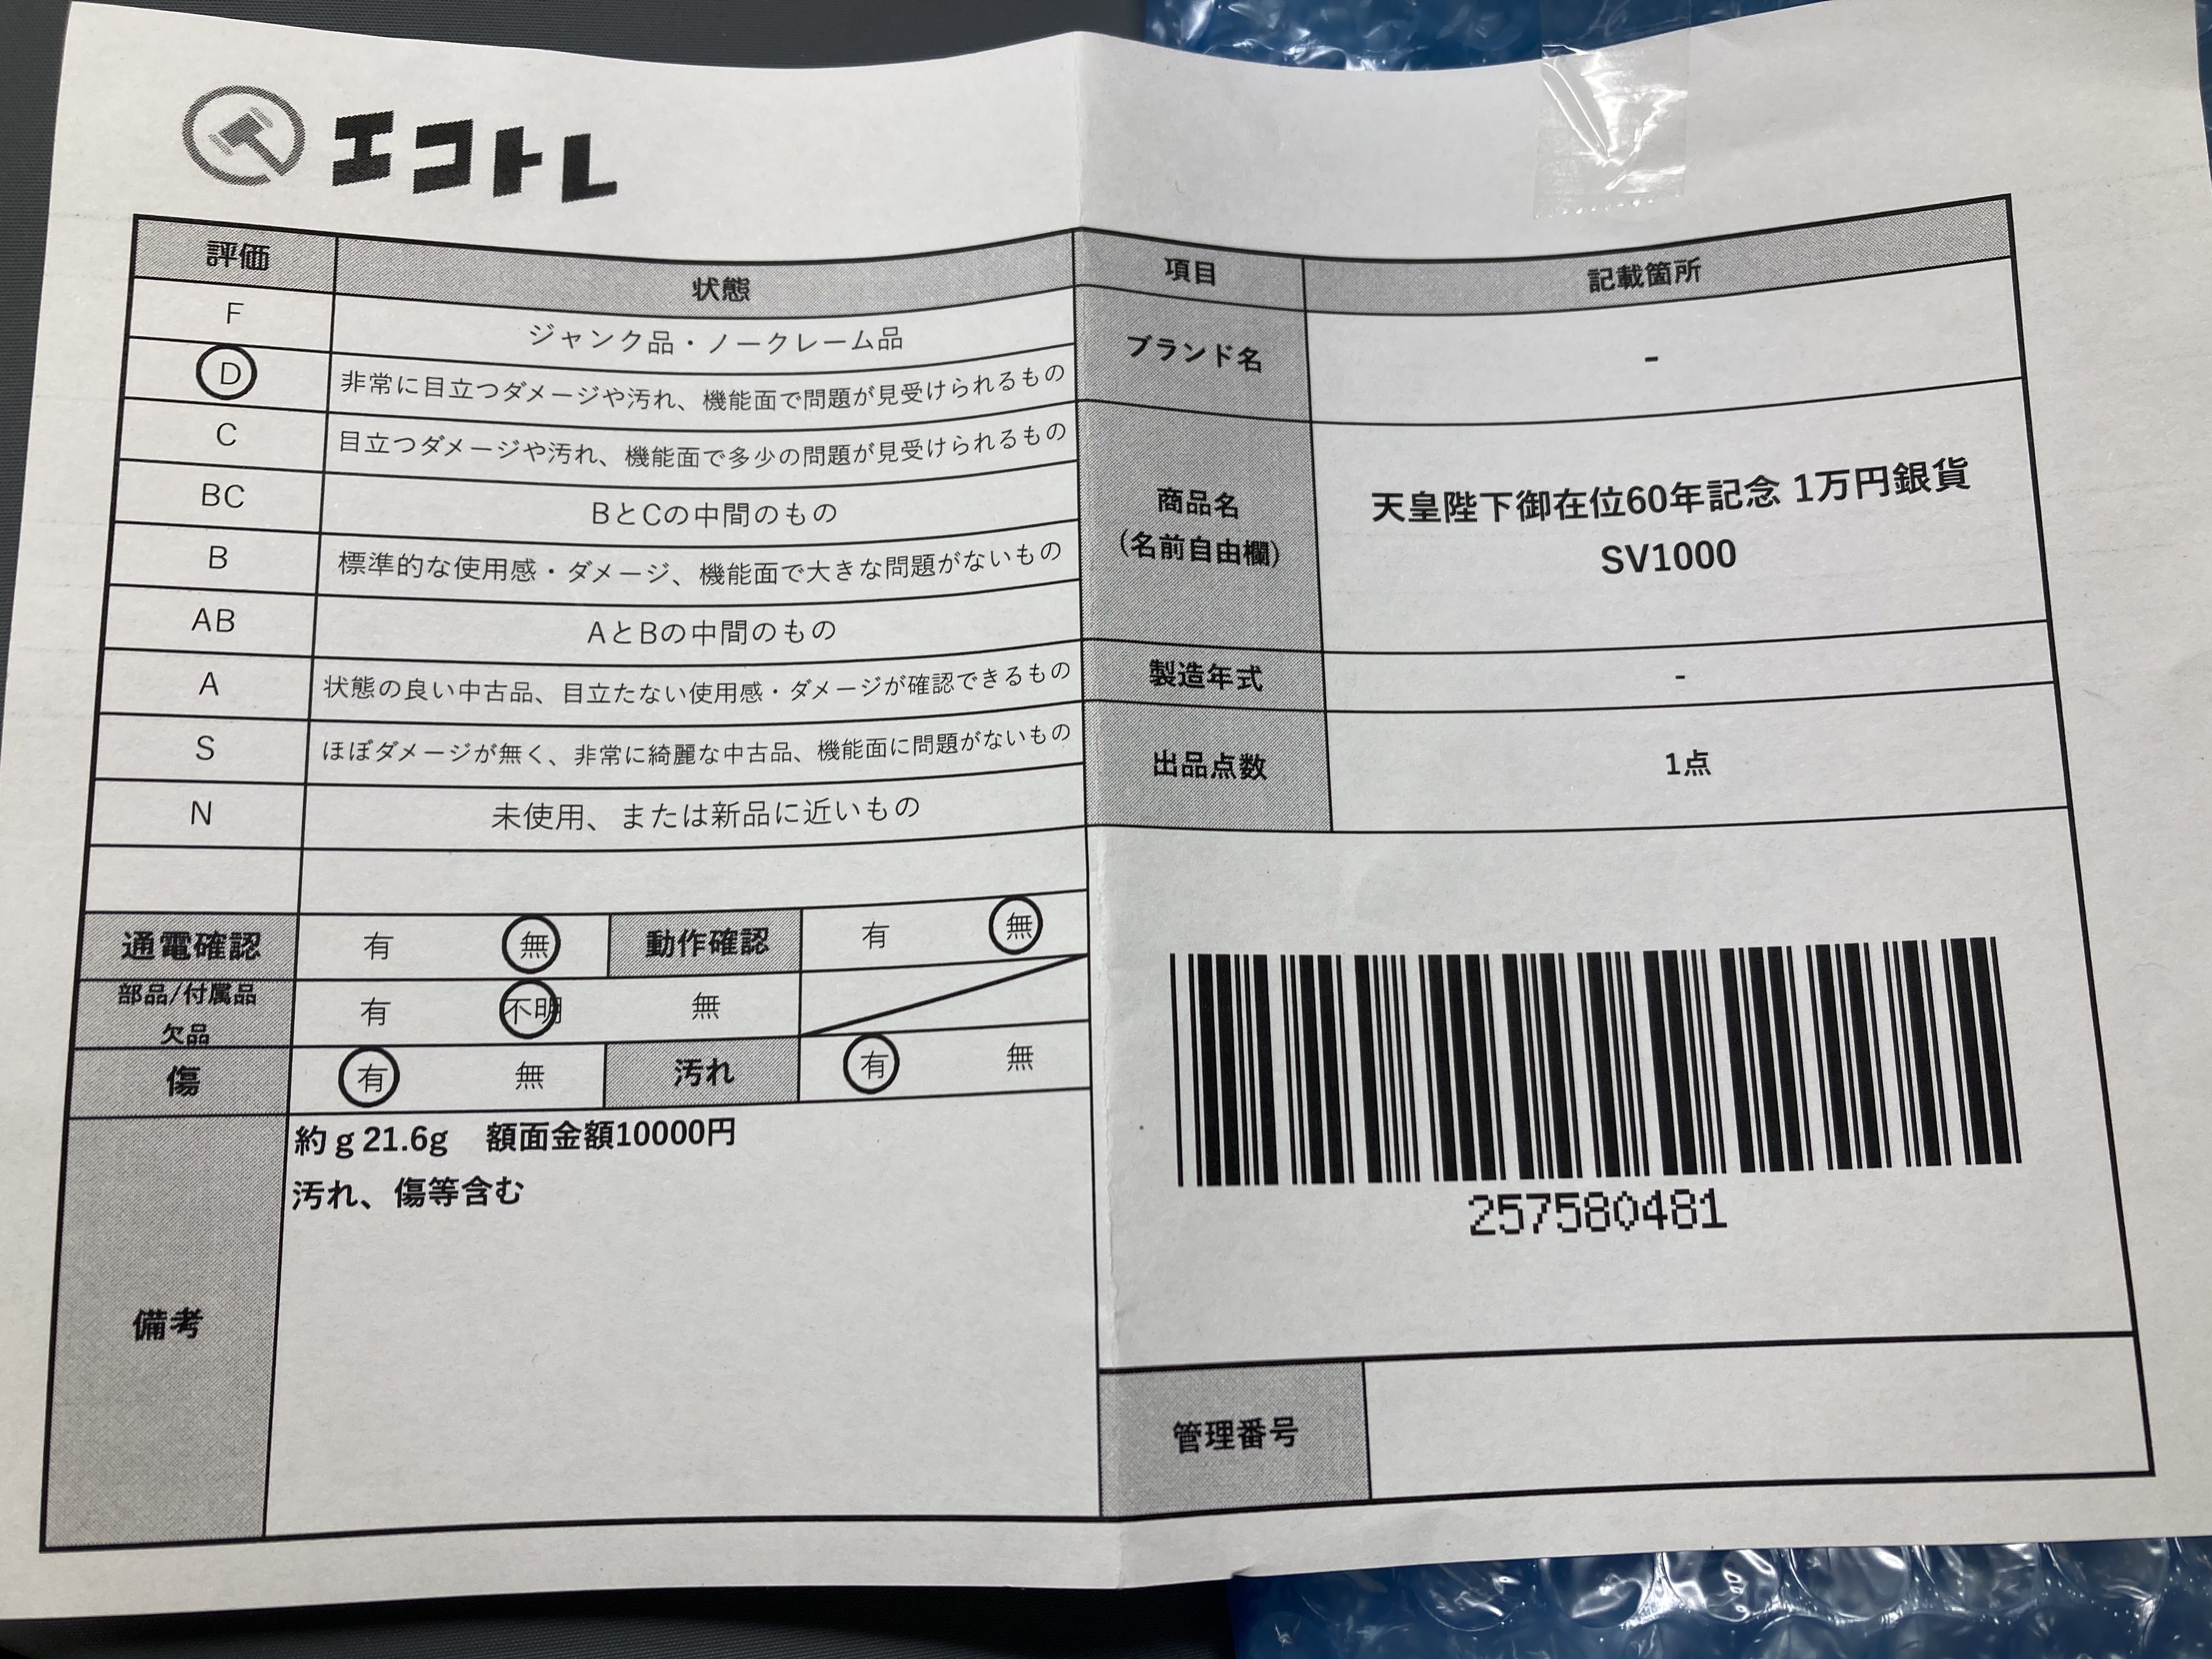 エコトレ
評価 状態
F ジャンク品・ノークレーム品
D 非常に目立つダメージや汚れ、機能面で問題が見受けられるもの
C 目立つダメージや汚れ、機能面で多少の問題が見受けられるもの
BC BとCの中間のもの
B 標準的な使用感・ダメージ、機能面で大きな問題がないもの
AB AとBの中間のもの
A 状態の良い中古品、目立たない使用感・ダメージが確認できるもの
S ほぼダメージが無く、非常に綺麗な中古品、機能面に問題がないもの
N 未使用、または新品に近いもの
通電確認 有 無 動作確認 有 無
部品/付属品
欠品 有 不明 無
傷 有 無 汚れ 有 無
備考
約 g 21.6g 額面金額10000円
汚れ、傷等含む
項目 記載箇所
ブランド名 -
商品名
(名前自由欄)
天皇陛下御在位60年記念 1万円銀貨
SV1000
製造年式 -
出品点数 1点
257580481
管理番号